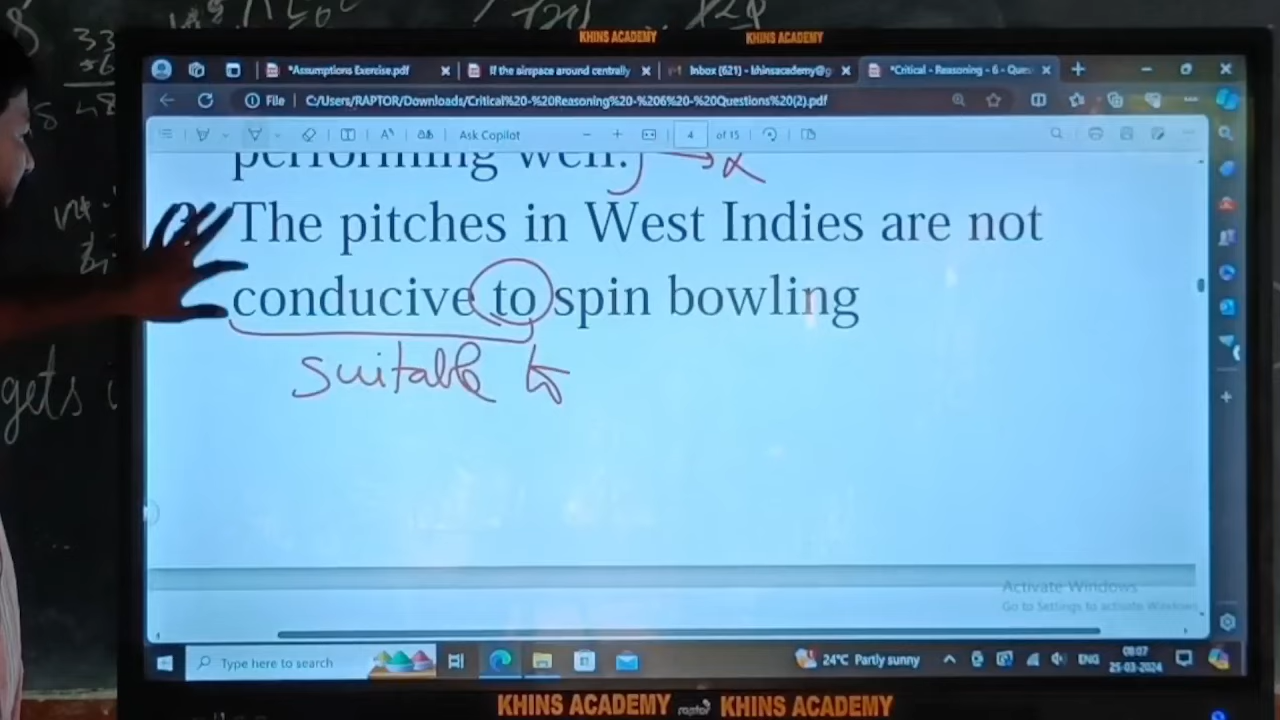 KHINS ACADEMY KHINS ACADEMY
*Assumptions Exercise.pdf If the airspace around centrally Inbox (621) - khinsacademy@g *Critical - Reasoning - 6 - Ques
File C:/Users/RAPTOR/Downloads/Critical%20-%20Reasoning%20-%206%20-%20Questions%20(2).pdf
Ask Copilot 4 of 15
performing well.
The pitches in West Indies are not
conducive to spin bowling
suitable to
gets
Activate Windows
Go to Settings to activate Windows
Type here to search 24°C Partly sunny ENG 08:07
25-03-2024
KHINS ACADEMY raptor KHINS ACADEMY